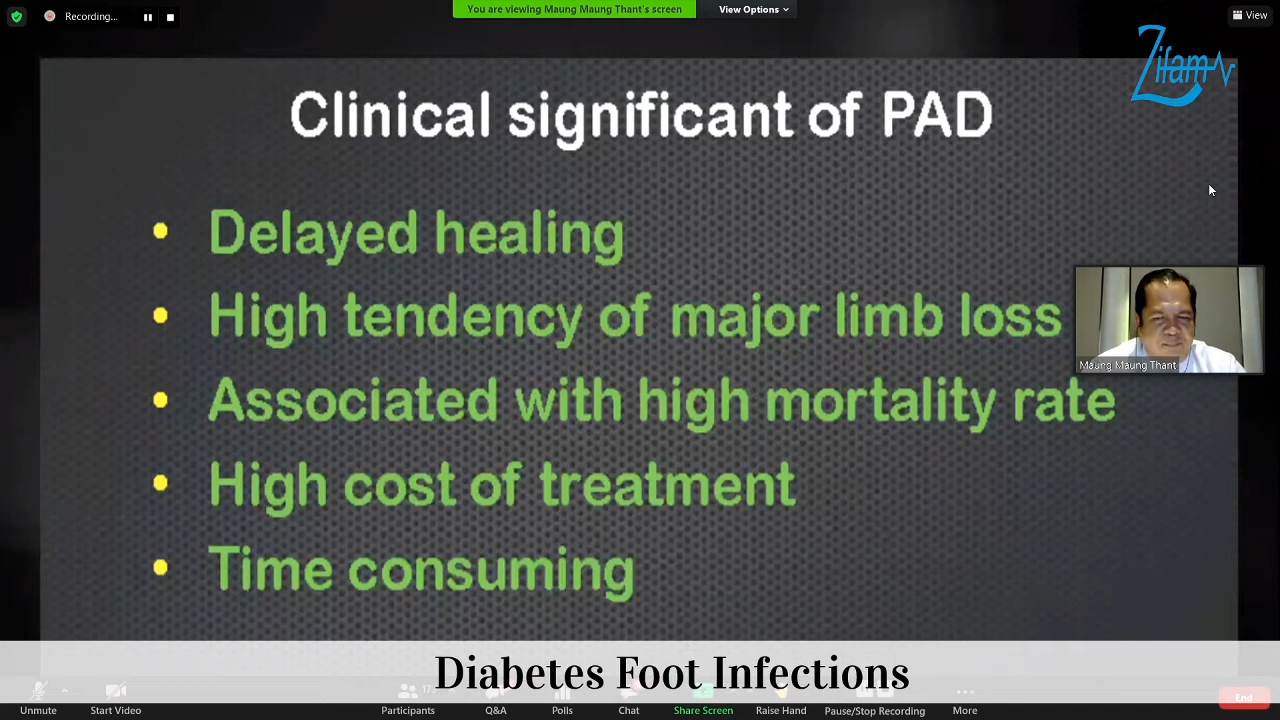 Recording...
You are viewing Maung Maung Thant's screen
View Options
View
Zifam
Clinical significant of PAD
• Delayed healing
• High tendency of major limb loss
• Associated with high mortality rate
• High cost of treatment
• Time consuming
Maung Maung Thant
Diabetes Foot Infections
Unmute
Start Video
Participants
Q&A
Polls
Chat
Share Screen
Raise Hand
Pause/Stop Recording
More
End